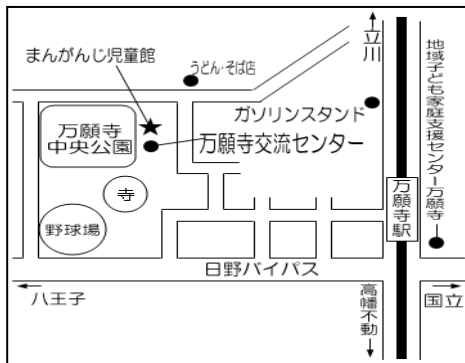 立川
うどん・そば店
まんがんじ児童館
ガソリンスタンド
万願寺
中央公園
万願寺交流センター
地域子ども家庭支援センター万願寺
寺
万願寺駅
野球場
日野バイパス
八王子
高幡不動
国立